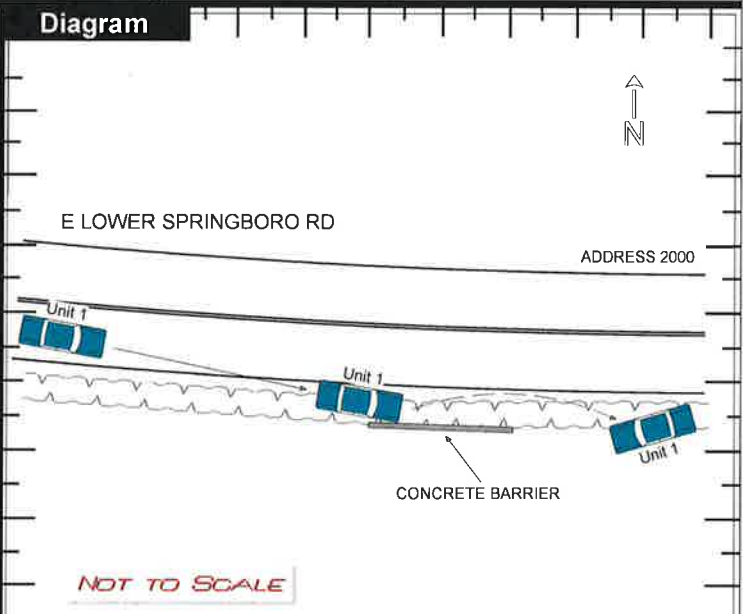 Diagram
N
E LOWER SPRINGBORO RD
ADDRESS 2000
Unit 1
Unit 1
Unit 1
CONCRETE BARRIER
NOT TO SCALE